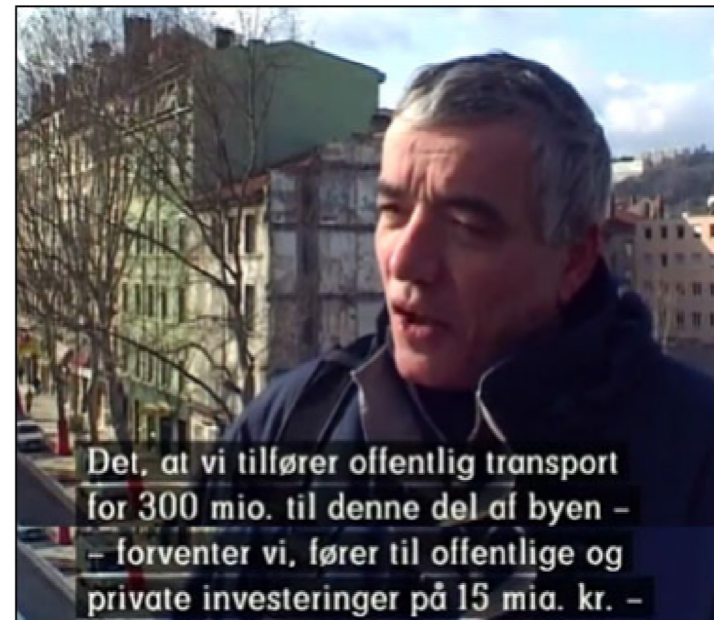 Det, at vi tilfører offentlig transport
for 300 mio. til denne del af byen –
– forventer vi, fører til offentlige og
private investeringer på 15 mia. kr. –